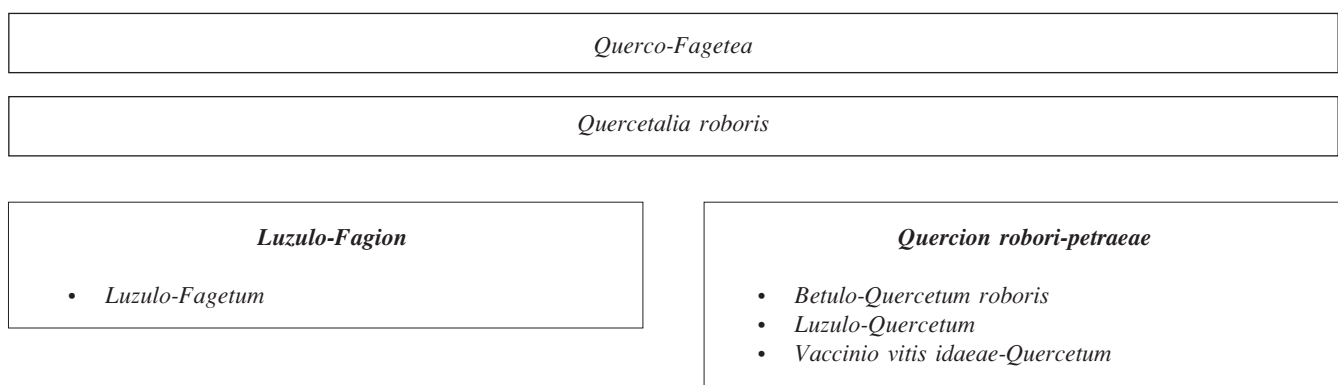 Querco-Fagetea
Quercetalia roboris
Luzulo-Fagion
• Luzulo-Fagetum
Quercion robori-petraeae
• Betulo-Quercetum roboris
• Luzulo-Quercetum
• Vaccinio vitis idaeae-Quercetum